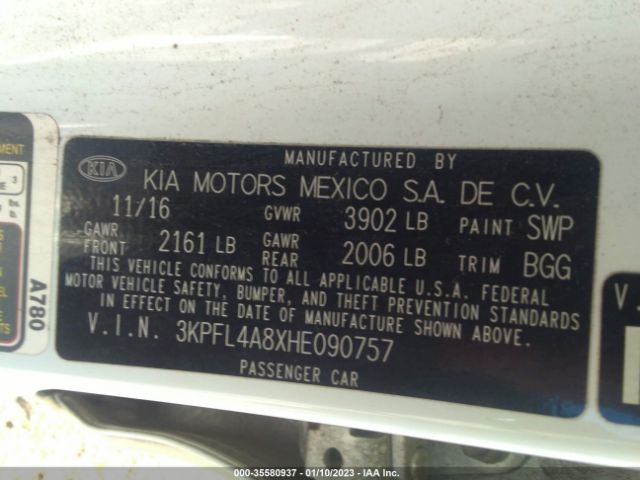 MENT
3
A780
KIA
MANUFACTURED BY
KIA MOTORS MEXICO S.A. DE C.V.
11/16 GVWR 3902 LB PAINT SWP
GAWR FRONT 2161 LB GAWR REAR 2006 LB TRIM BGG
THIS VEHICLE CONFORMS TO ALL APPLICABLE U.S.A. FEDERAL
MOTOR VEHICLE SAFETY, BUMPER, AND THEFT PREVENTION STANDARDS
IN EFFECT ON THE DATE OF MANUFACTURE SHOWN ABOVE.
V.I.N. 3KPFL4A8XHE090757
PASSENGER CAR
000-35580937 - 01/10/2023 - IAA Inc.